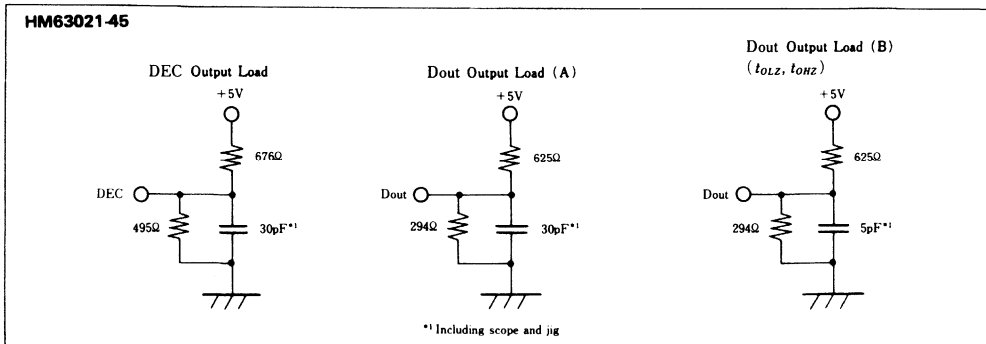 HM63021-45
DEC Output Load
+5V
676Ω
DEC
495Ω
30pF*1
Dout Output Load (A)
+5V
625Ω
Dout
294Ω
30pF*1
Dout Output Load (B)
(tOLZ, tOHZ)
+5V
625Ω
Dout
294Ω
5pF*1
*1 Including scope and jig